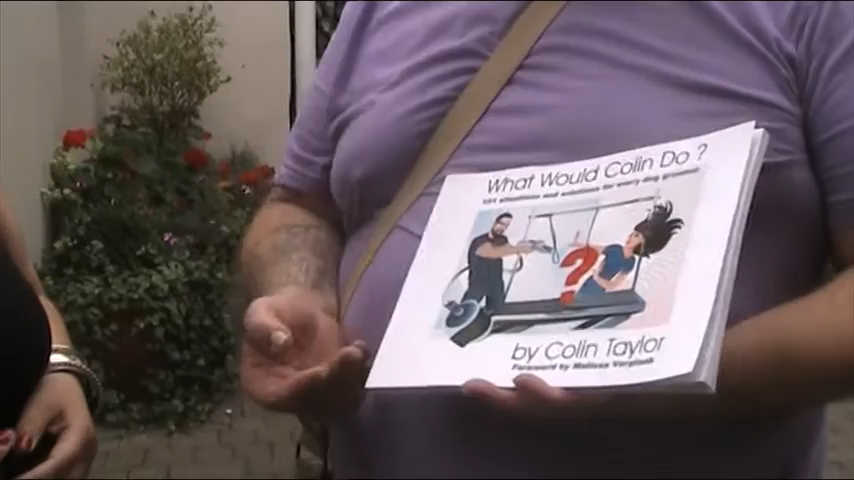 What Would Colin Do ?
101 situations and solutions for every dog groomer
by Colin Taylor
Foreword by Melissa Verplank